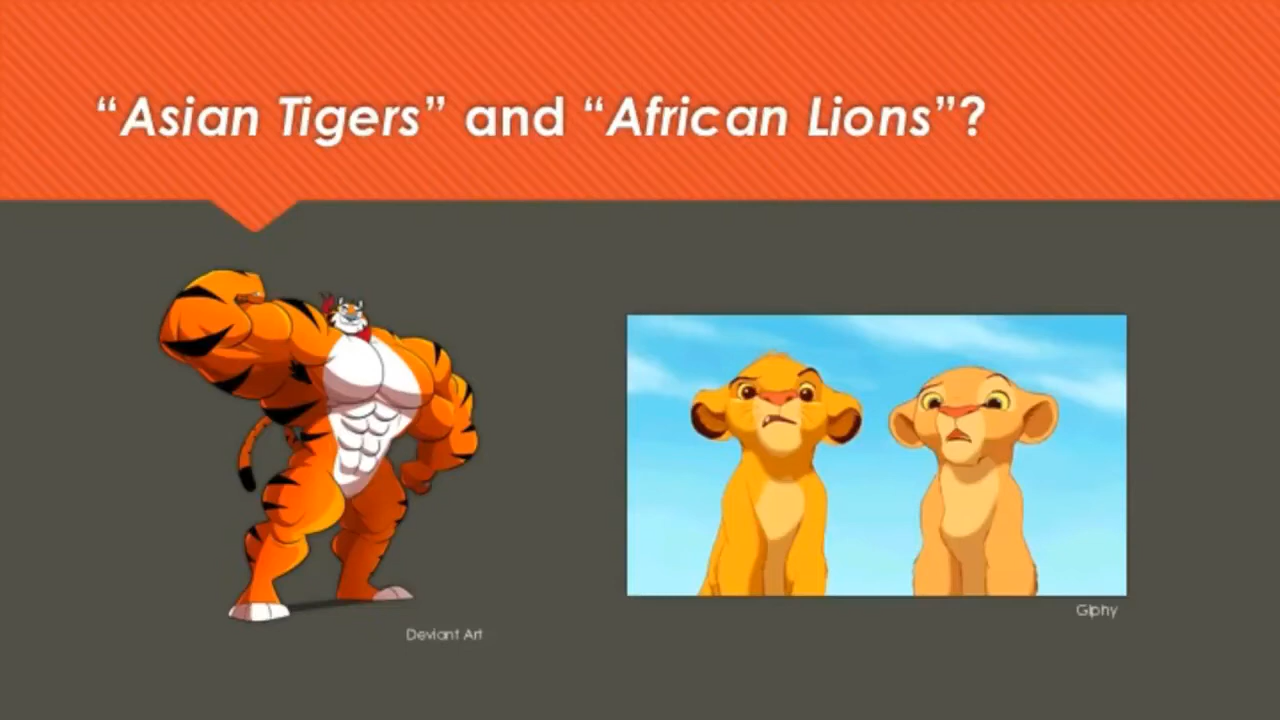 “Asian Tigers” and “African Lions”?
Giphy
Deviant Art